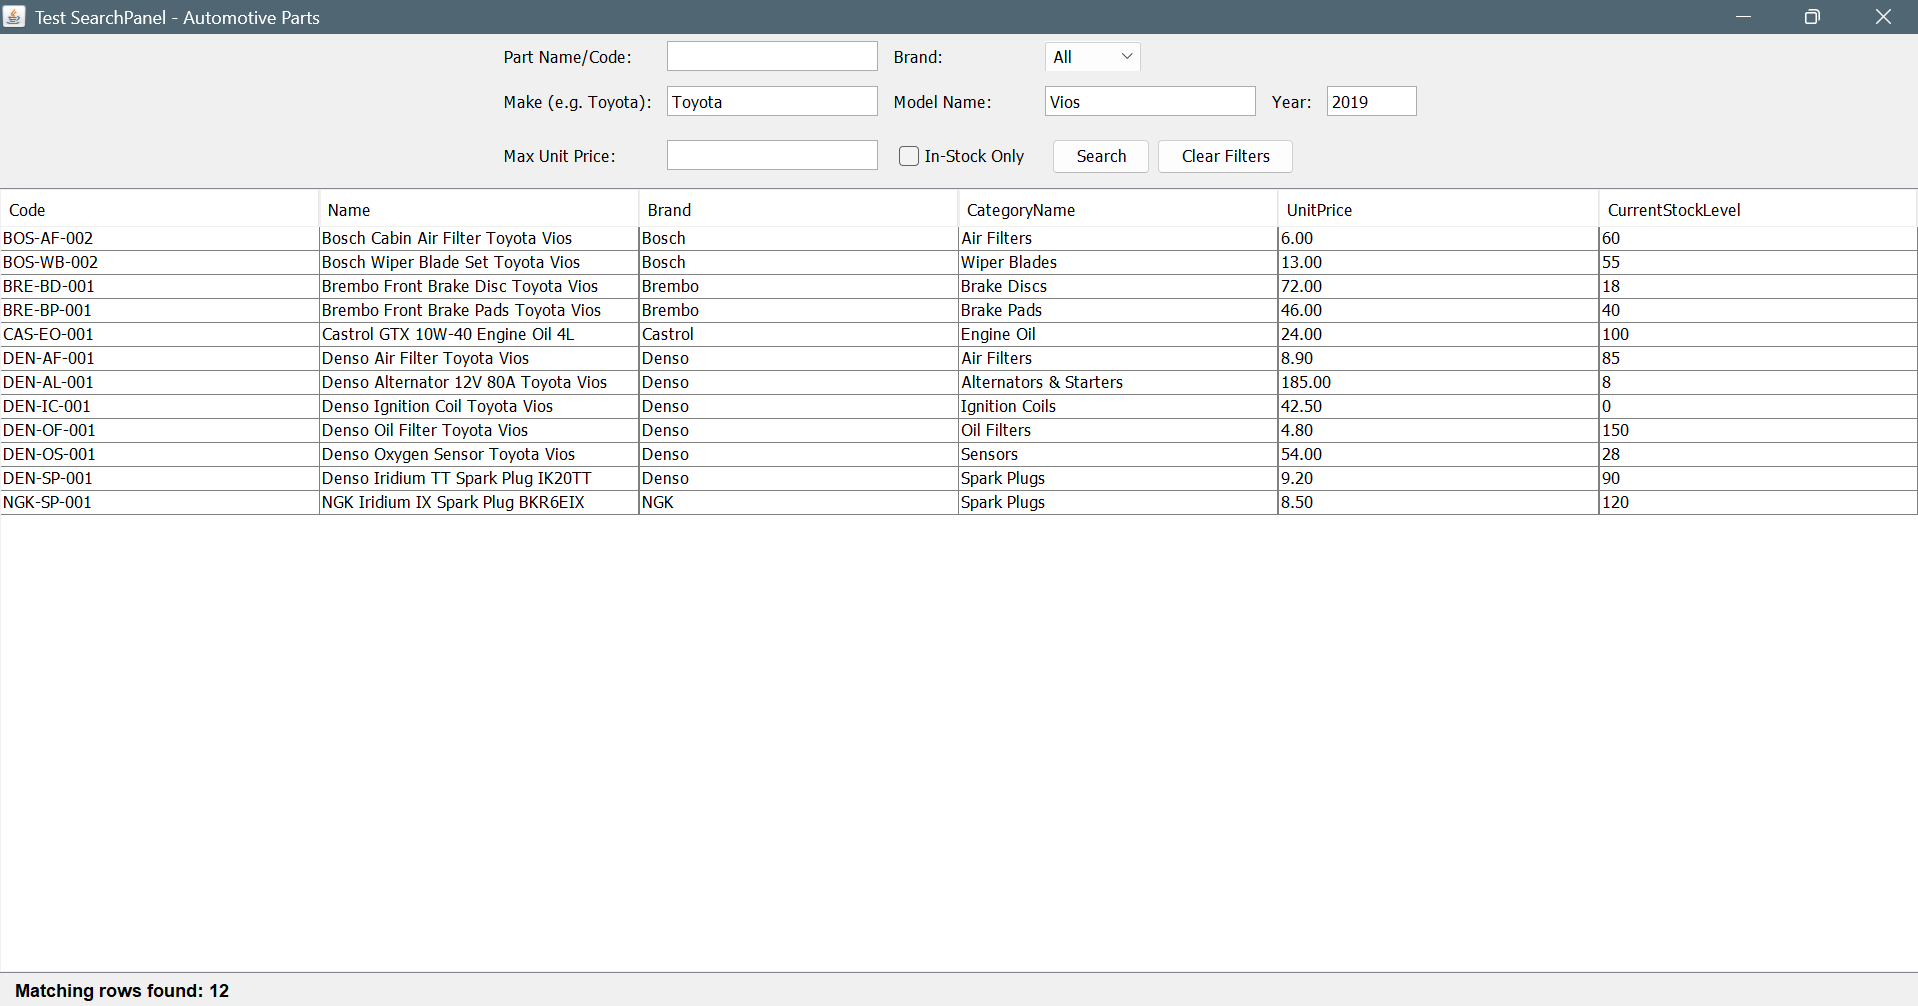 Test SearchPanel - Automotive Parts
Part Name/Code: Brand: All
Make (e.g. Toyota): Toyota Model Name: Vios Year: 2019
Max Unit Price: In-Stock Only Search Clear Filters
Code Name Brand CategoryName UnitPrice CurrentStockLevel
BOS-AF-002 Bosch Cabin Air Filter Toyota Vios Bosch Air Filters 6.00 60
BOS-WB-002 Bosch Wiper Blade Set Toyota Vios Bosch Wiper Blades 13.00 55
BRE-BD-001 Brembo Front Brake Disc Toyota Vios Brembo Brake Discs 72.00 18
BRE-BP-001 Brembo Front Brake Pads Toyota Vios Brembo Brake Pads 46.00 40
CAS-EO-001 Castrol GTX 10W-40 Engine Oil 4L Castrol Engine Oil 24.00 100
DEN-AF-001 Denso Air Filter Toyota Vios Denso Air Filters 8.90 85
DEN-AL-001 Denso Alternator 12V 80A Toyota Vios Denso Alternators & Starters 185.00 8
DEN-IC-001 Denso Ignition Coil Toyota Vios Denso Ignition Coils 42.50 0
DEN-OF-001 Denso Oil Filter Toyota Vios Denso Oil Filters 4.80 150
DEN-OS-001 Denso Oxygen Sensor Toyota Vios Denso Sensors 54.00 28
DEN-SP-001 Denso Iridium TT Spark Plug IK20TT Denso Spark Plugs 9.20 90
NGK-SP-001 NGK Iridium IX Spark Plug BKR6EIX NGK Spark Plugs 8.50 120
Matching rows found: 12